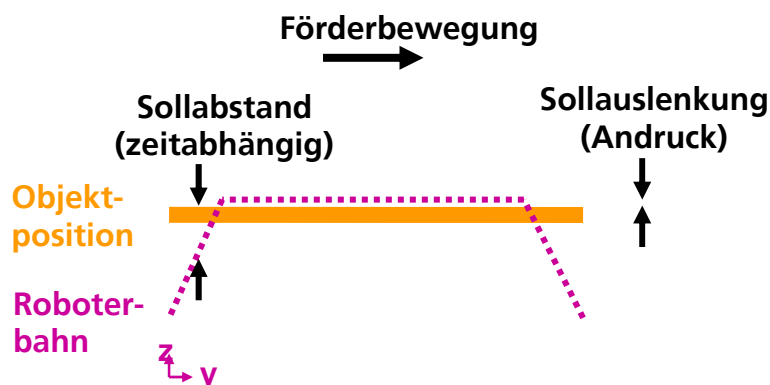 Förderbewegung
Sollabstand
(zeitabhängig)
Sollauslenkung
(Andruck)
Objekt-
position
Roboter-
bahn
z
v